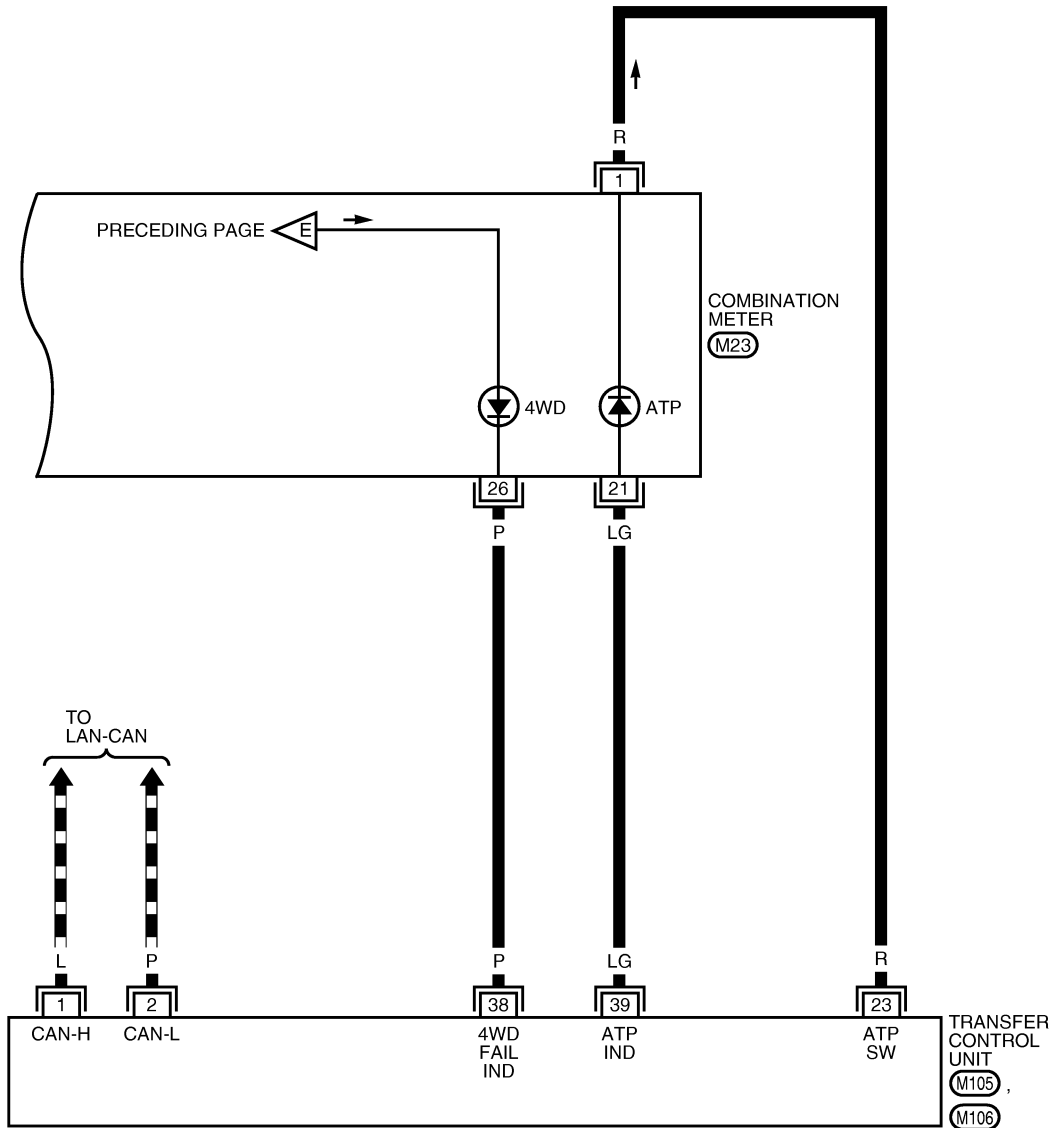 R
1
PRECEDING PAGE E
COMBINATION
METER
M23
4WD
ATP
26
21
P
LG
TO
LAN-CAN
L
P
P
LG
R
1
2
38
39
23
CAN-H
CAN-L
4WD
FAIL
IND
ATP
IND
ATP
SW
TRANSFER
CONTROL
UNIT
M105 ,
M106